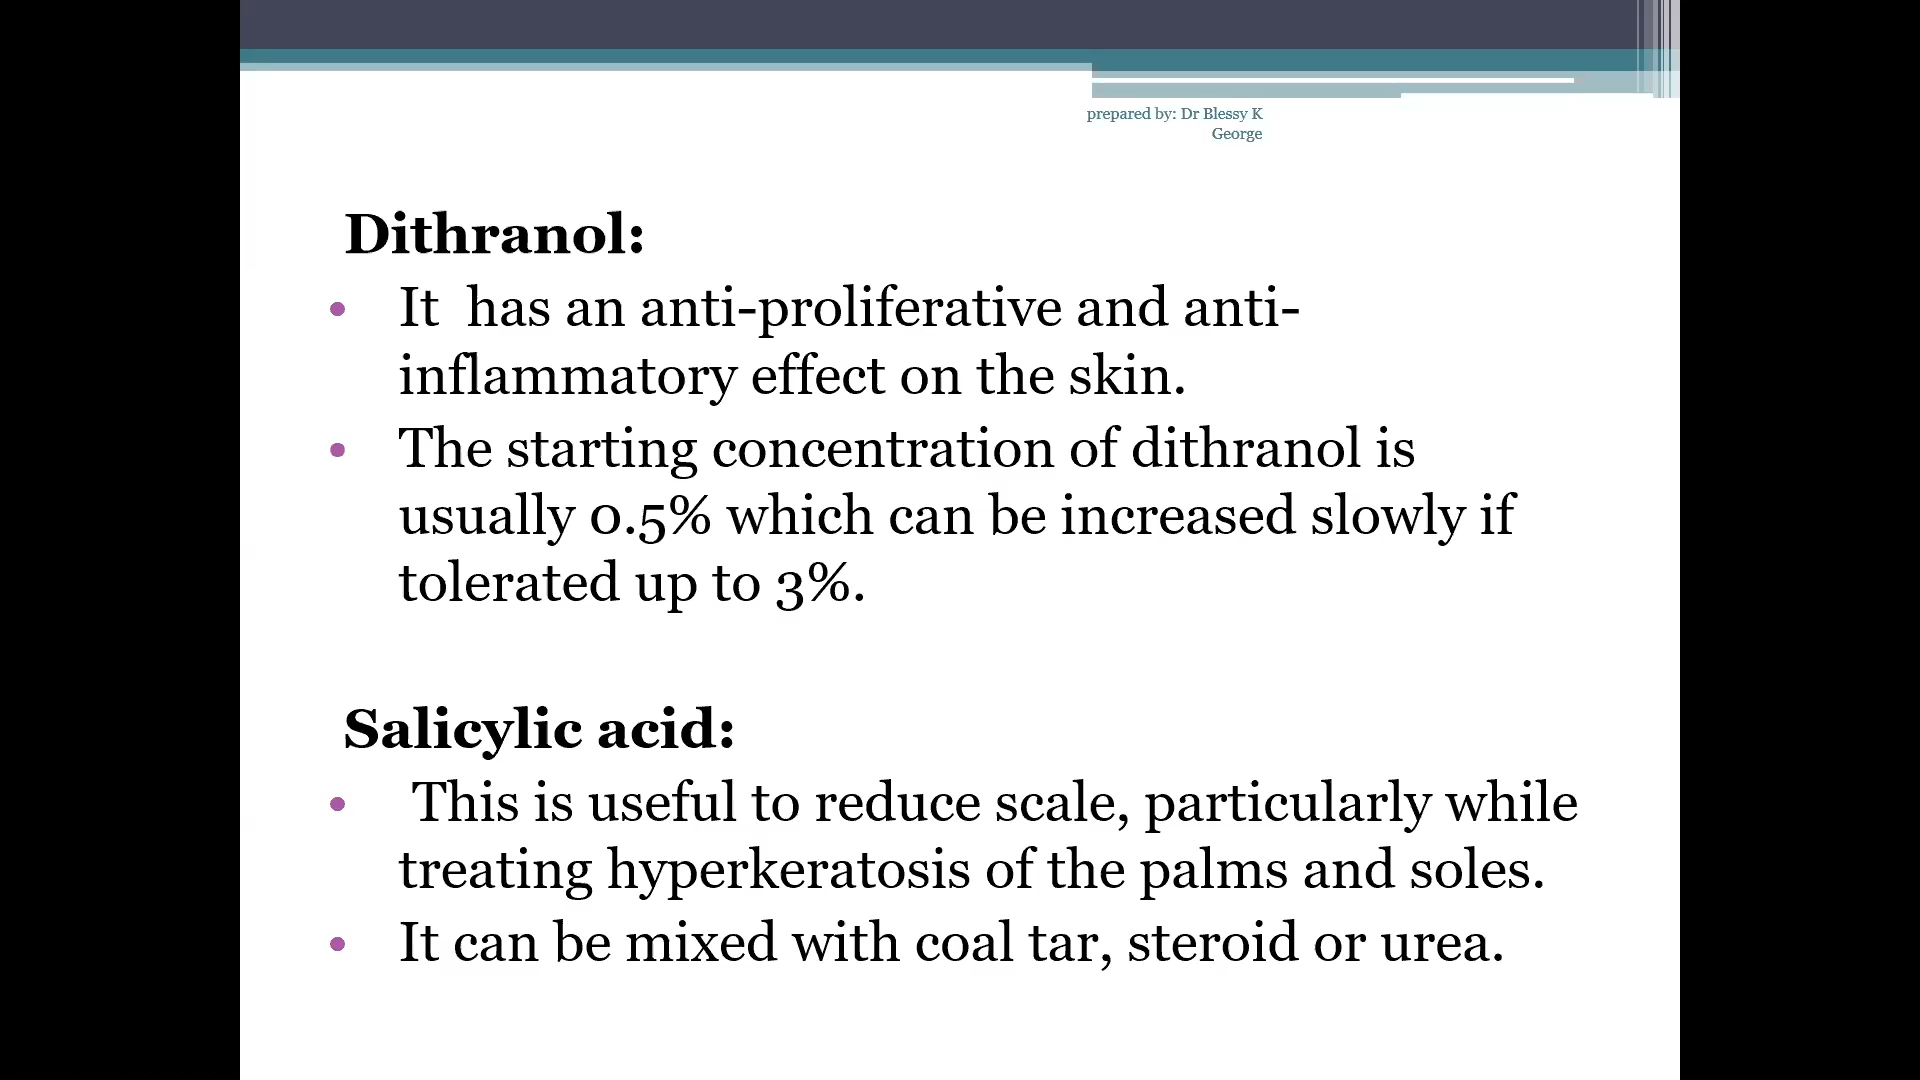 prepared by: Dr Blessy K
George
Dithranol:
• It has an anti-proliferative and anti-
inflammatory effect on the skin.
• The starting concentration of dithranol is
usually 0.5% which can be increased slowly if
tolerated up to 3%.
Salicylic acid:
• This is useful to reduce scale, particularly while
treating hyperkeratosis of the palms and soles.
• It can be mixed with coal tar, steroid or urea.